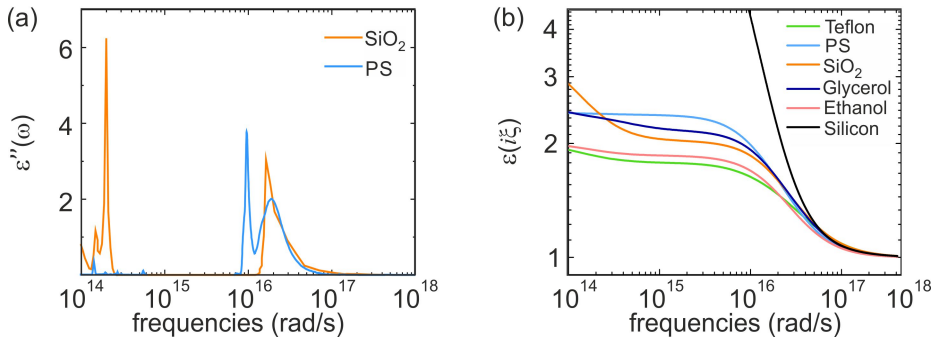 (a)
ε''(ω)
6
4
2
SiO₂
PS
10¹⁴ 10¹⁵ 10¹⁶ 10¹⁷ 10¹⁸
frequencies (rad/s)
(b)
ε(iξ)
4
3
2
1
Teflon
PS
SiO₂
Glycerol
Ethanol
Silicon
10¹⁴ 10¹⁵ 10¹⁶ 10¹⁷ 10¹⁸
frequencies (rad/s)